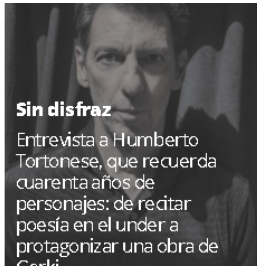 Sin disfraz
Entrevista a Humberto
Tortonese, que recuerda
cuarenta años de
personajes: de recitar
poesía en el under a
protagonizar una obra de